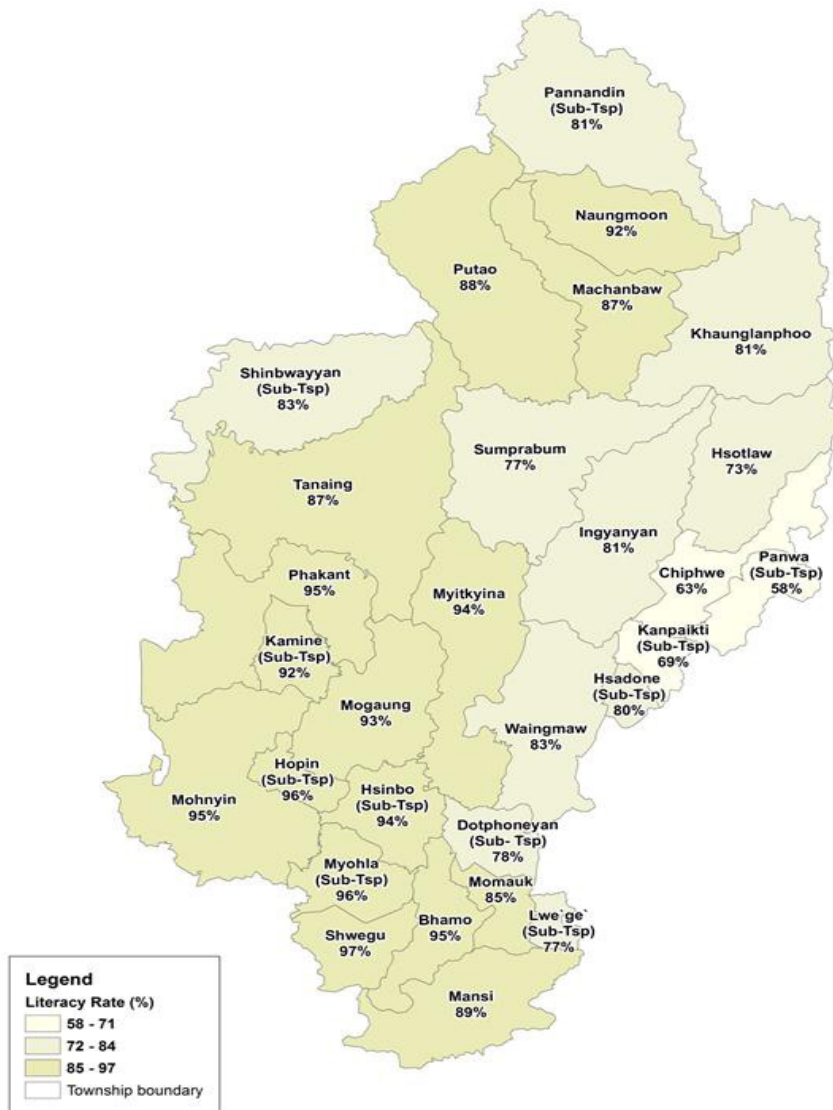 Pannandin
(Sub-Tsp)
81%
Naungmoon
92%
Putao
88%
Machanbaw
87%
Khaunglanphoo
81%
Shinbwayyan
(Sub-Tsp)
83%
Sumprabum
77%
Hsotlaw
73%
Tanaing
87%
Ingyanyan
81%
Panwa
(Sub-Tsp)
58%
Chiphwe
63%
Phakant
95%
Myitkyina
94%
Kanpaikti
(Sub-Tsp)
69%
Kamine
(Sub-Tsp)
92%
Hsadone
(Sub-Tsp)
80%
Mogaung
93%
Waingmaw
83%
Hopin
(Sub-Tsp)
96%
Mohnyin
95%
Hsinbo
(Sub-Tsp)
94%
Dotphoneyan
(Sub- Tsp)
78%
Myohla
(Sub-Tsp)
96%
Momauk
85%
Lwe`ge`
(Sub-Tsp)
77%
Bhamo
95%
Shwegu
97%
Mansi
89%
Legend
Literacy Rate (%)
58 - 71
72 - 84
85 - 97
Township boundary